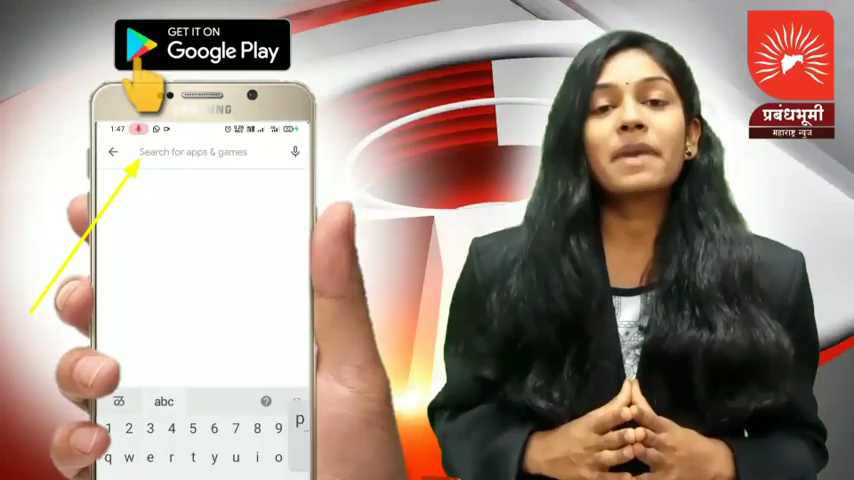 GET IT ON
Google Play
SAMSUNG
1:47
Search for apps & games
प्रबंधभूमी
महाराष्ट्र न्युज
ळ abc
p
1 2 3 4 5 6 7 8 9
q w e r t y u i o